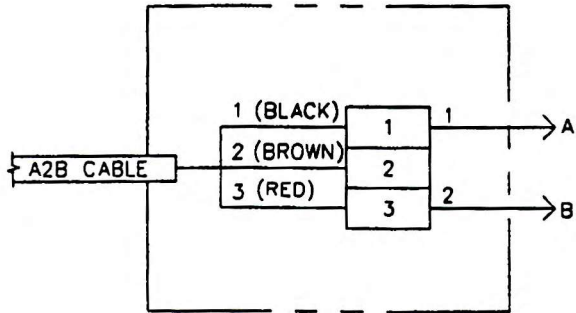 1 (BLACK)
1
1
A
2 (BROWN)
2
A2B CABLE
3 (RED)
3
2
B